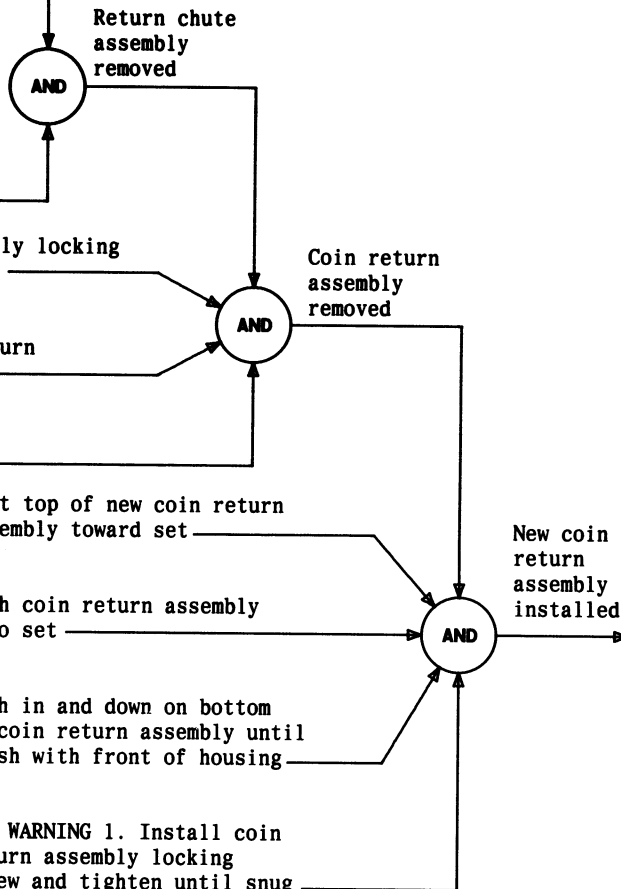 Return chute
assembly
removed
AND
ly locking
Coin return
assembly
removed
AND
urn
t top of new coin return
embly toward set
New coin
return
assembly
installed
h coin return assembly
o set
AND
h in and down on bottom
coin return assembly until
sh with front of housing
WARNING 1. Install coin
urn assembly locking
ew and tighten until snug